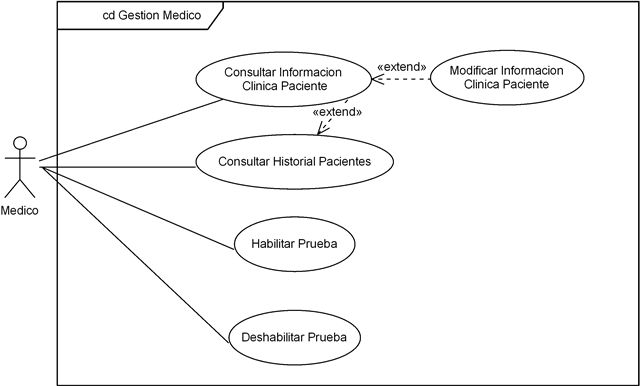 cd Gestion Medico
Consultar Informacion
Clinica Paciente
«extend»
Modificar Informacion
Clinica Paciente
«extend»
Consultar Historial Pacientes
Medico
Habilitar Prueba
Deshabilitar Prueba